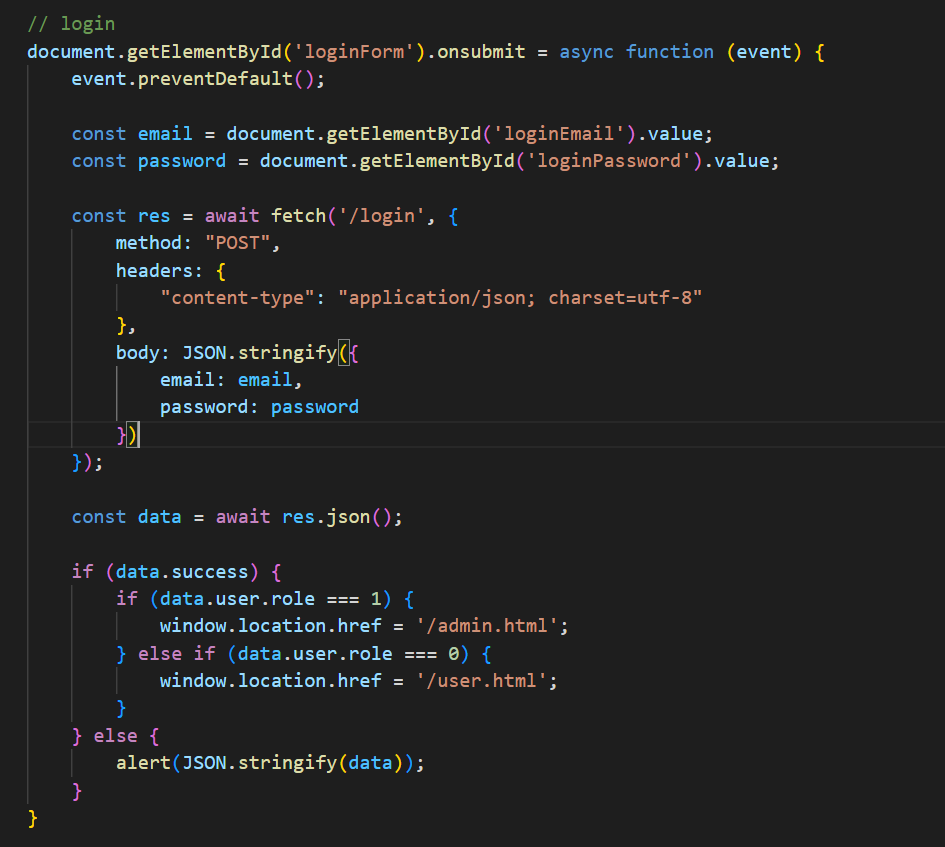 // login
document.getElementById('loginForm').onsubmit = async function (event) {
    event.preventDefault();

    const email = document.getElementById('loginEmail').value;
    const password = document.getElementById('loginPassword').value;

    const res = await fetch('/login', {
        method: "POST",
        headers: {
            "content-type": "application/json; charset=utf-8"
        },
        body: JSON.stringify({
            email: email,
            password: password
        })
    });

    const data = await res.json();

    if (data.success) {
        if (data.user.role === 1) {
            window.location.href = '/admin.html';
        } else if (data.user.role === 0) {
            window.location.href = '/user.html';
        }
    } else {
        alert(JSON.stringify(data));
    }
}